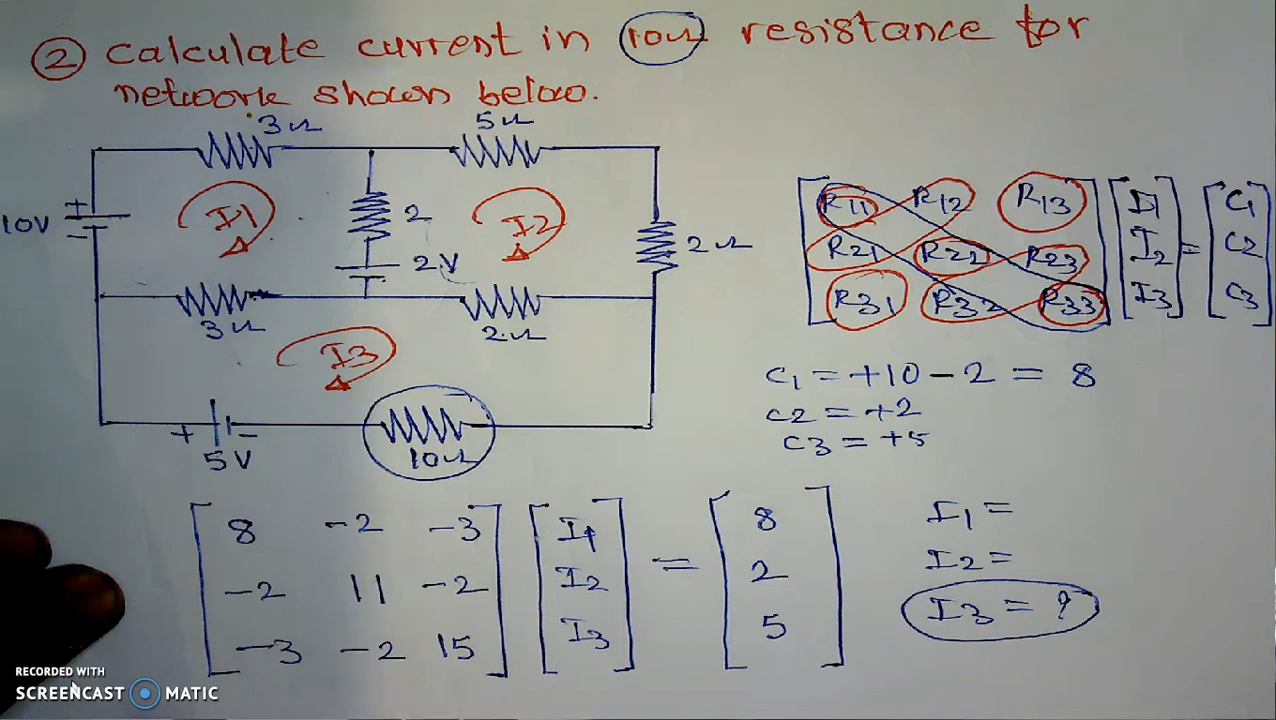 ② Calculate current in 10Ω resistance for
network shown below.
3Ω 5Ω
10V + - I1 2 I2 2Ω
2V
3Ω 2Ω
I3
+ - 5V 10Ω
[R11 R12 R13] [I1] = [C1]
[R21 R22 R23] [I2] [C2]
[R31 R32 R33] [I3] [C3]
C1 = +10 - 2 = 8
C2 = +2
C3 = +5
[8 -2 -3] [I1] = [8]
[-2 11 -2] [I2] [2]
[-3 -2 15] [I3] [5]
I1 =
I2 =
I3 = ?
RECORDED WITH
SCREENCAST MATIC